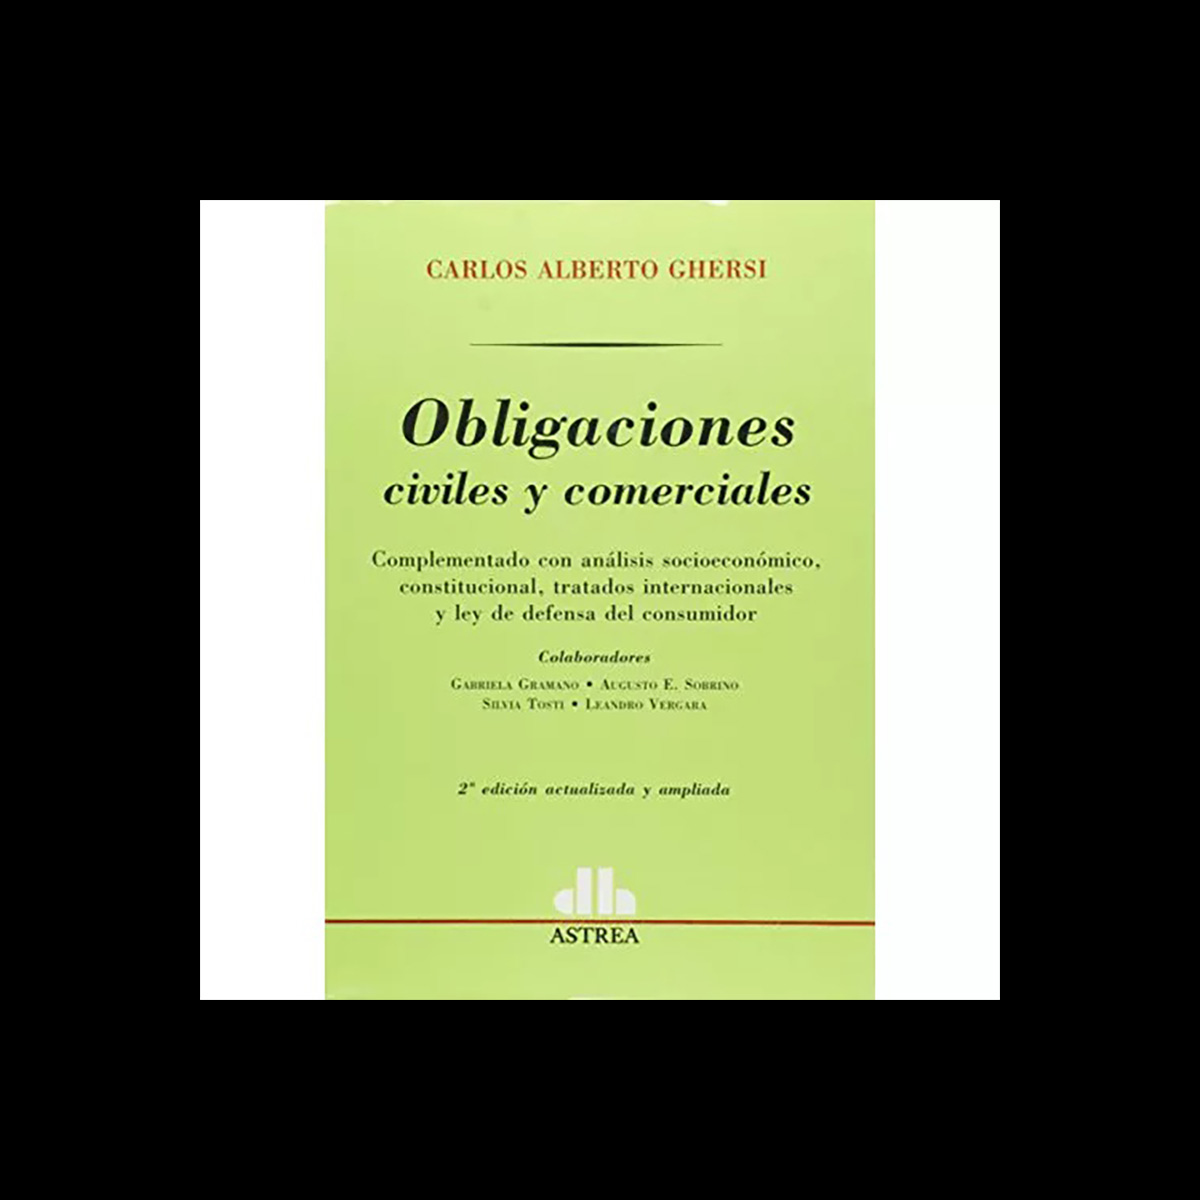 CARLOS ALBERTO GHERSI
Obligaciones
civiles y comerciales
Complementado con análisis socioeconómico,
constitucional, tratados internacionales
y ley de defensa del consumidor
Colaboradores
GABRIELA GRAMANO • AUGUSTO E. SOBRINO
SILVIA TOSTI • LEANDRO VERGARA
2ª edición actualizada y ampliada
ASTREA